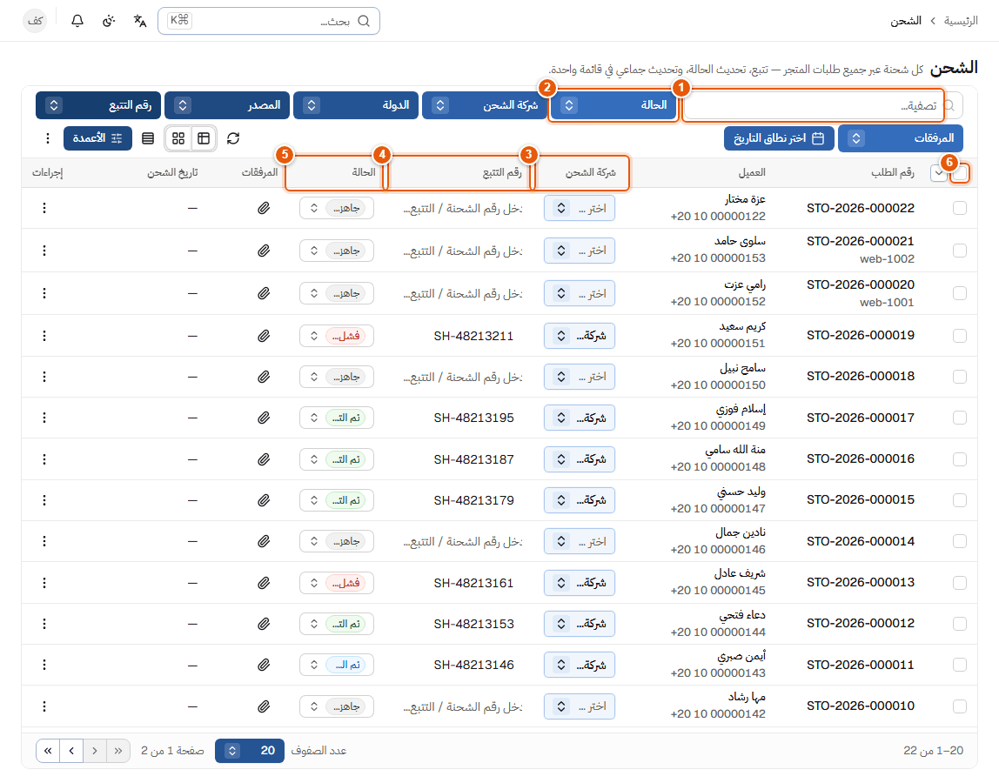 الرئيسية
الشحن
بحث...
⌘K
كف
الشحن
كل شحنة عبر جميع طلبات المتجر — تتبع، تحديث الحالة، وتحديث جماعي في قائمة واحدة.
تصفية...
1
الحالة
2
شركة الشحن
الدولة
المصدر
رقم التتبع
المرفقات
اختر نطاق التاريخ
الأعمدة
6
رقم الطلب
العميل
شركة الشحن
3
رقم التتبع
4
الحالة
5
المرفقات
تاريخ الشحن
إجراءات
STO-2026-000022 عزة مختار +20 10 00000122 اختر ... دخل رقم الشحنة / التتبع... جاهز... —
STO-2026-000021 web-1002 سلوى حامد +20 10 00000153 اختر ... دخل رقم الشحنة / التتبع... جاهز... —
STO-2026-000020 web-1001 رامي عزت +20 10 00000152 اختر ... دخل رقم الشحنة / التتبع... جاهز... —
STO-2026-000019 كريم سعيد +20 10 00000151 شركة... SH-48213211 فشل... —
STO-2026-000018 سامح نبيل +20 10 00000150 اختر ... دخل رقم الشحنة / التتبع... جاهز... —
STO-2026-000017 إسلام فوزي +20 10 00000149 شركة... SH-48213195 تم الت... —
STO-2026-000016 منة الله سامي +20 10 00000148 شركة... SH-48213187 تم الت... —
STO-2026-000015 وليد حسني +20 10 00000147 شركة... SH-48213179 تم الت... —
STO-2026-000014 نادين جمال +20 10 00000146 اختر ... دخل رقم الشحنة / التتبع... جاهز... —
STO-2026-000013 شريف عادل +20 10 00000145 شركة... SH-48213161 فشل... —
STO-2026-000012 دعاء فتحي +20 10 00000144 شركة... SH-48213153 تم الت... —
STO-2026-000011 أيمن صبري +20 10 00000143 شركة... SH-48213146 تم الـ... —
STO-2026-000010 مها رشاد +20 10 00000142 اختر ... دخل رقم الشحنة / التتبع... جاهز... —
1–20 من 22
عدد الصفوف
20
صفحة 1 من 2